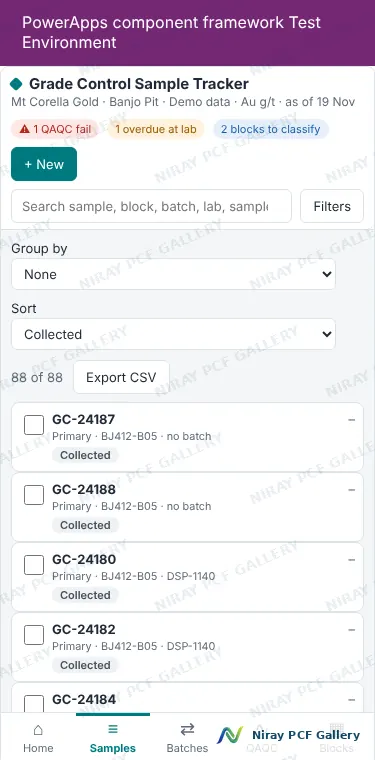 PowerApps component framework Test
Environment
Grade Control Sample Tracker
Mt Corella Gold · Banjo Pit · Demo data · Au g/t · as of 19 Nov
⚠ 1 QAQC fail
1 overdue at lab
2 blocks to classify
+ New
Search sample, block, batch, lab, sample
Filters
Group by
None
Sort
Collected
88 of 88
Export CSV
GC-24187
–
Primary · BJ412-B05 · no batch
Collected
GC-24188
–
Primary · BJ412-B05 · no batch
Collected
GC-24180
–
Primary · BJ412-B05 · DSP-1140
Collected
GC-24182
–
Primary · BJ412-B05 · DSP-1140
Collected
GC-24184
–
Home
Samples
Batches
QAQC
Blocks
Niray PCF Gallery
NIRAY PCF GALLERY